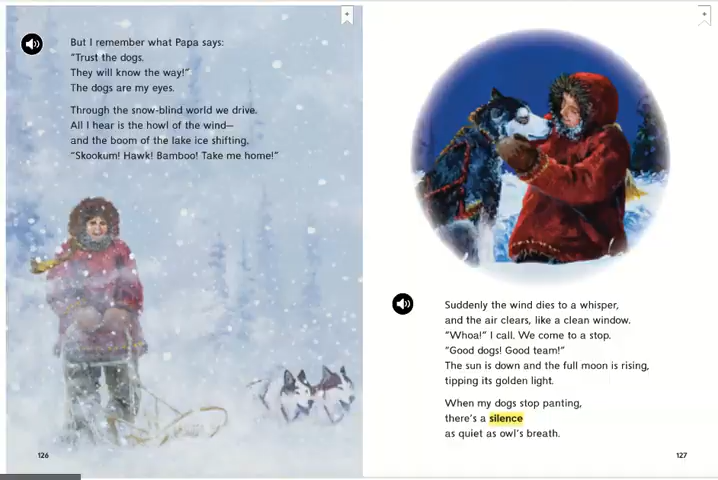 But I remember what Papa says:
“Trust the dogs.
They will know the way!”
The dogs are my eyes.
Through the snow-blind world we drive.
All I hear is the howl of the wind—
and the boom of the lake ice shifting.
“Skookum! Hawk! Bamboo! Take me home!”
126
Suddenly the wind dies to a whisper,
and the air clears, like a clean window.
“Whoa!” I call. We come to a stop.
“Good dogs! Good team!”
The sun is down and the full moon is rising,
tipping its golden light.
When my dogs stop panting,
there’s a silence
as quiet as owl’s breath.
127